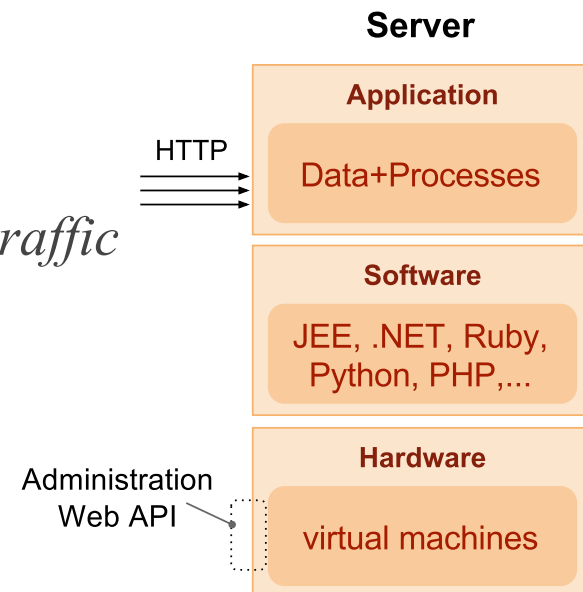 Server
Application
HTTP
Data+Processes
raffic
Software
JEE, .NET, Ruby,
Python, PHP,...
Hardware
Administration
Web API
virtual machines